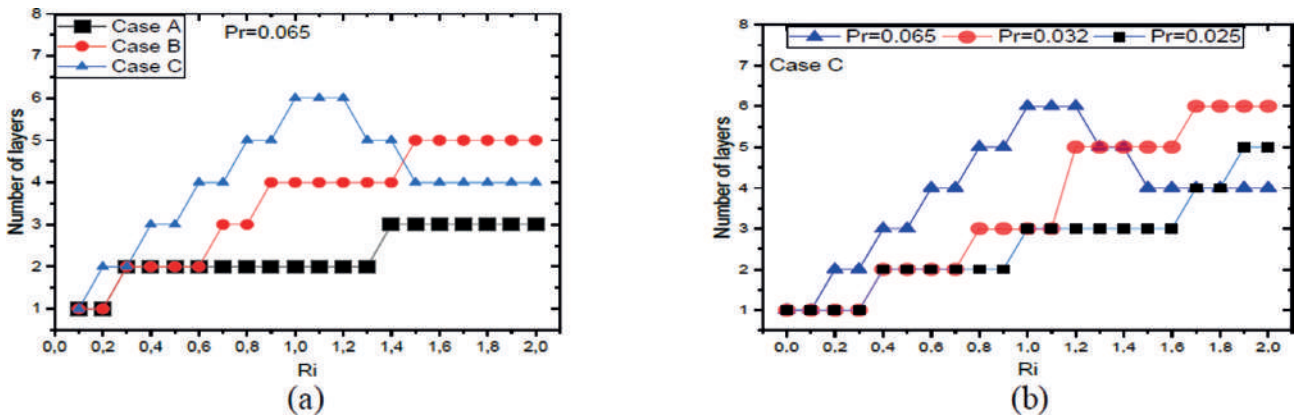 Case A
Case B
Case C
Pr=0.065
Number of layers
8
7
6
5
4
3
2
1
0,0 0,2 0,4 0,6 0,8 1,0 1,2 1,4 1,6 1,8 2,0
Ri
(a)
Pr=0.065 Pr=0.032 Pr=0.025
Case C
Number of layers
8
7
6
5
4
3
2
1
0.0 0.2 0.4 0.6 0.8 1.0 1.2 1.4 1.6 1.8 2.0
Ri
(b)